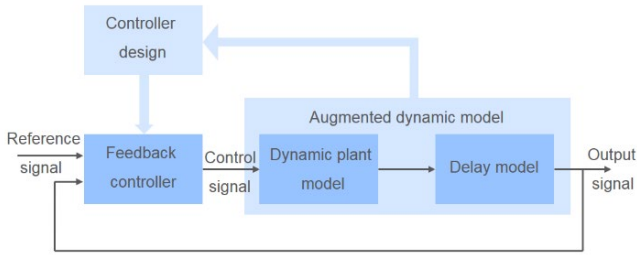 Controller
design
Augmented dynamic model
Reference
signal
Feedback
controller
Control
signal
Dynamic plant
model
Delay model
Output
signal